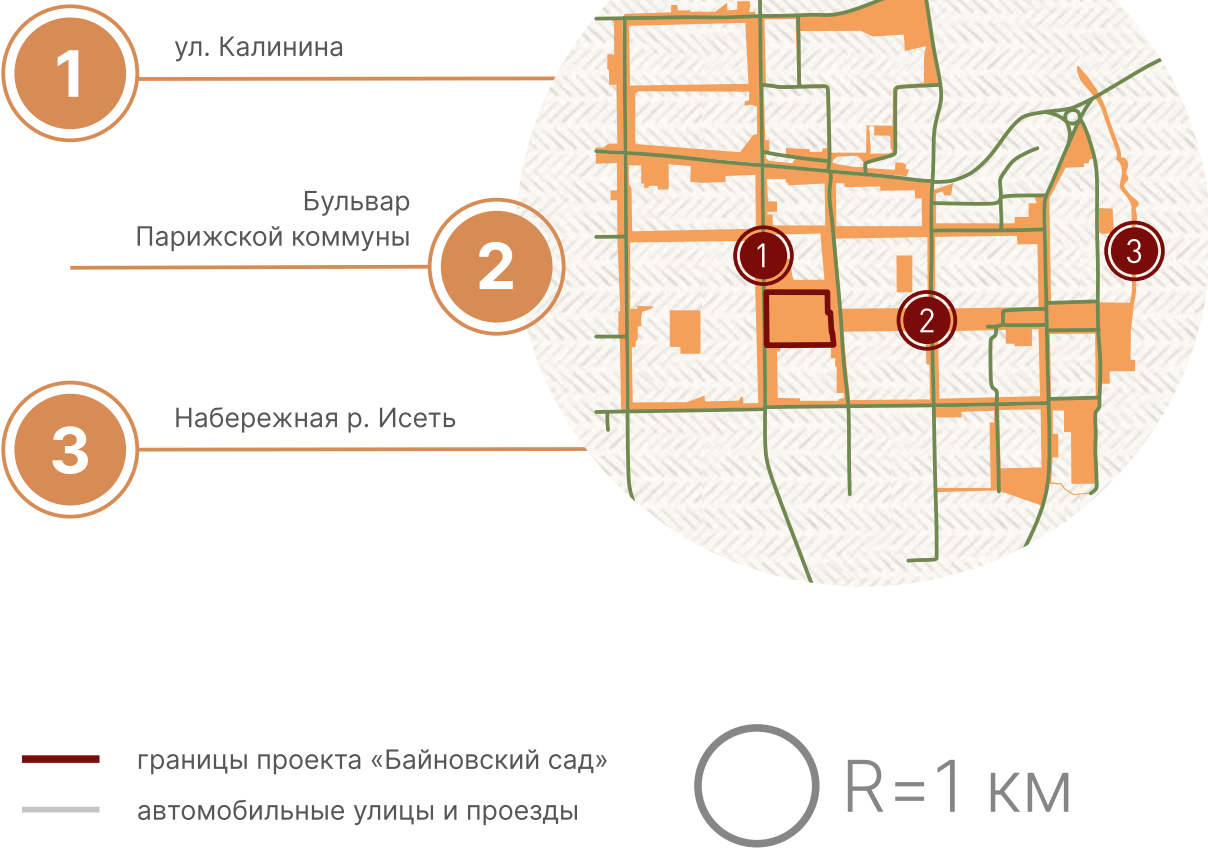 1
ул. Калинина
Бульвар
Парижской коммуны
2
3
Набережная р. Исеть
1
2
3
границы проекта «Байновский сад»
автомобильные улицы и проезды
R=1 км